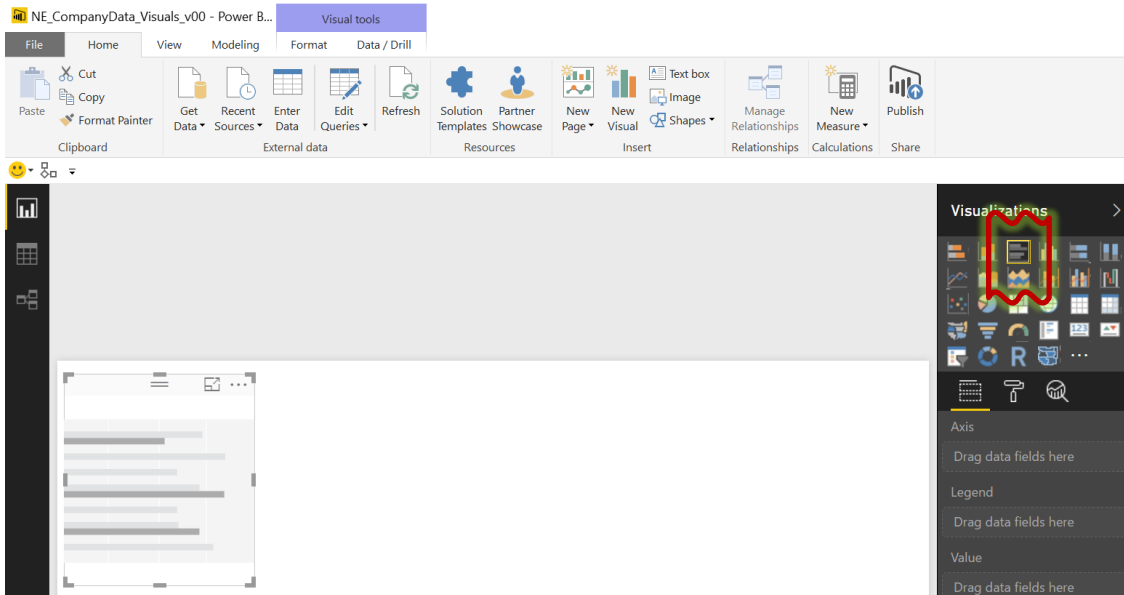 NE_CompanyData_Visuals_v00 - Power B...
Visual tools
File Home View Modeling Format Data / Drill
Paste
Cut
Copy
Format Painter
Get Data
Recent Sources
Enter Data
Edit Queries
Refresh
Solution Templates
Partner Showcase
New Page
New Visual
Text box
Image
Shapes
Manage Relationships
New Measure
Publish
Clipboard External data Resources Insert Relationships Calculations Share
Visualizations
123
R
Axis
Drag data fields here
Legend
Drag data fields here
Value
Drag data fields here